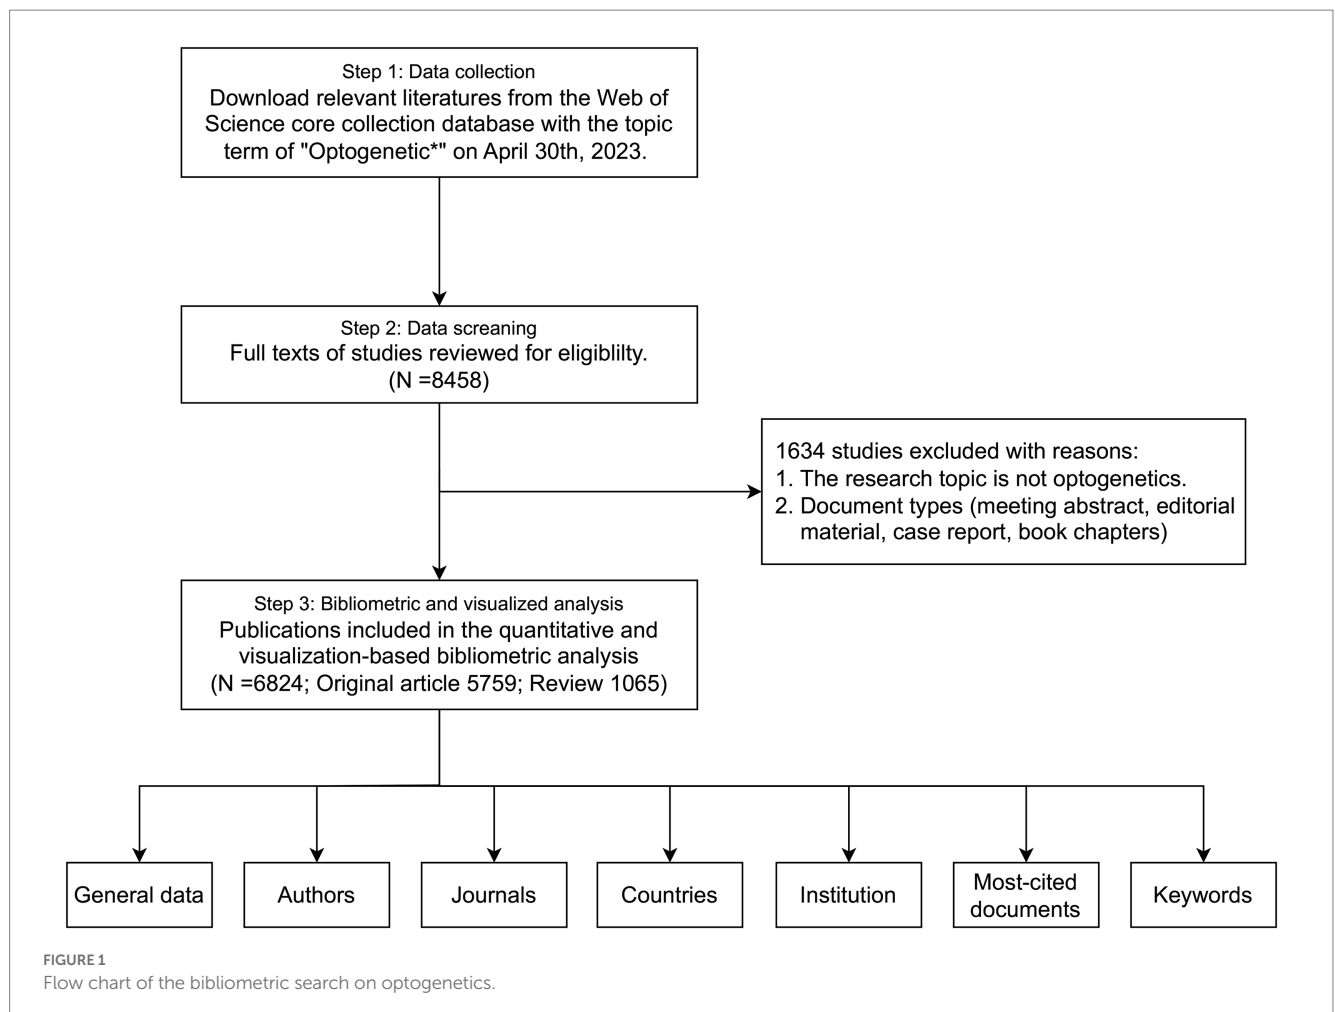 Step 1: Data collection
Download relevant literatures from the Web of
Science core collection database with the topic
term of "Optogenetic*" on April 30th, 2023.
Step 2: Data screaning
Full texts of studies reviewed for eligiblilty.
(N =8458)
1634 studies excluded with reasons:
1. The research topic is not optogenetics.
2. Document types (meeting abstract, editorial
material, case report, book chapters)
Step 3: Bibliometric and visualized analysis
Publications included in the quantitative and
visualization-based bibliometric analysis
(N =6824; Original article 5759; Review 1065)
General data
Authors
Journals
Countries
Institution
Most-cited
documents
Keywords
FIGURE 1
Flow chart of the bibliometric search on optogenetics.